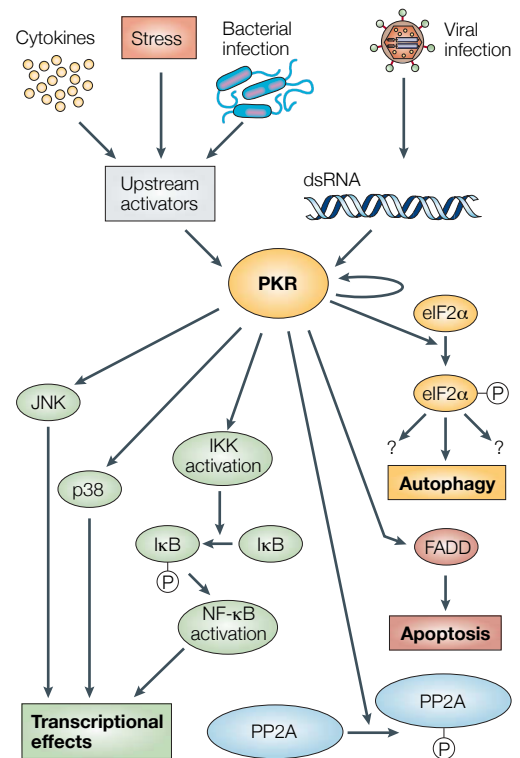 Cytokines
Stress
Bacterial
infection
Viral
infection
Upstream
activators
dsRNA
PKR
eIF2α
JNK
eIF2α
P
IKK
activation
?
?
p38
Autophagy
IκB
IκB
FADD
P
NF-κB
activation
Apoptosis
PP2A
Transcriptional
effects
PP2A
P